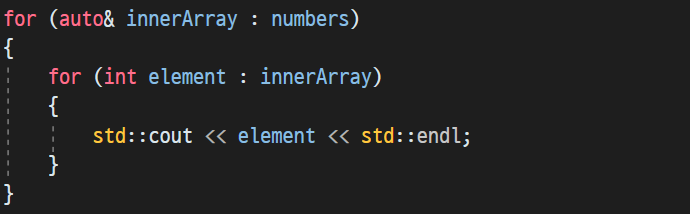 for (auto& innerArray : numbers)
{
    for (int element : innerArray)
    {
        std::cout << element << std::endl;
    }
}